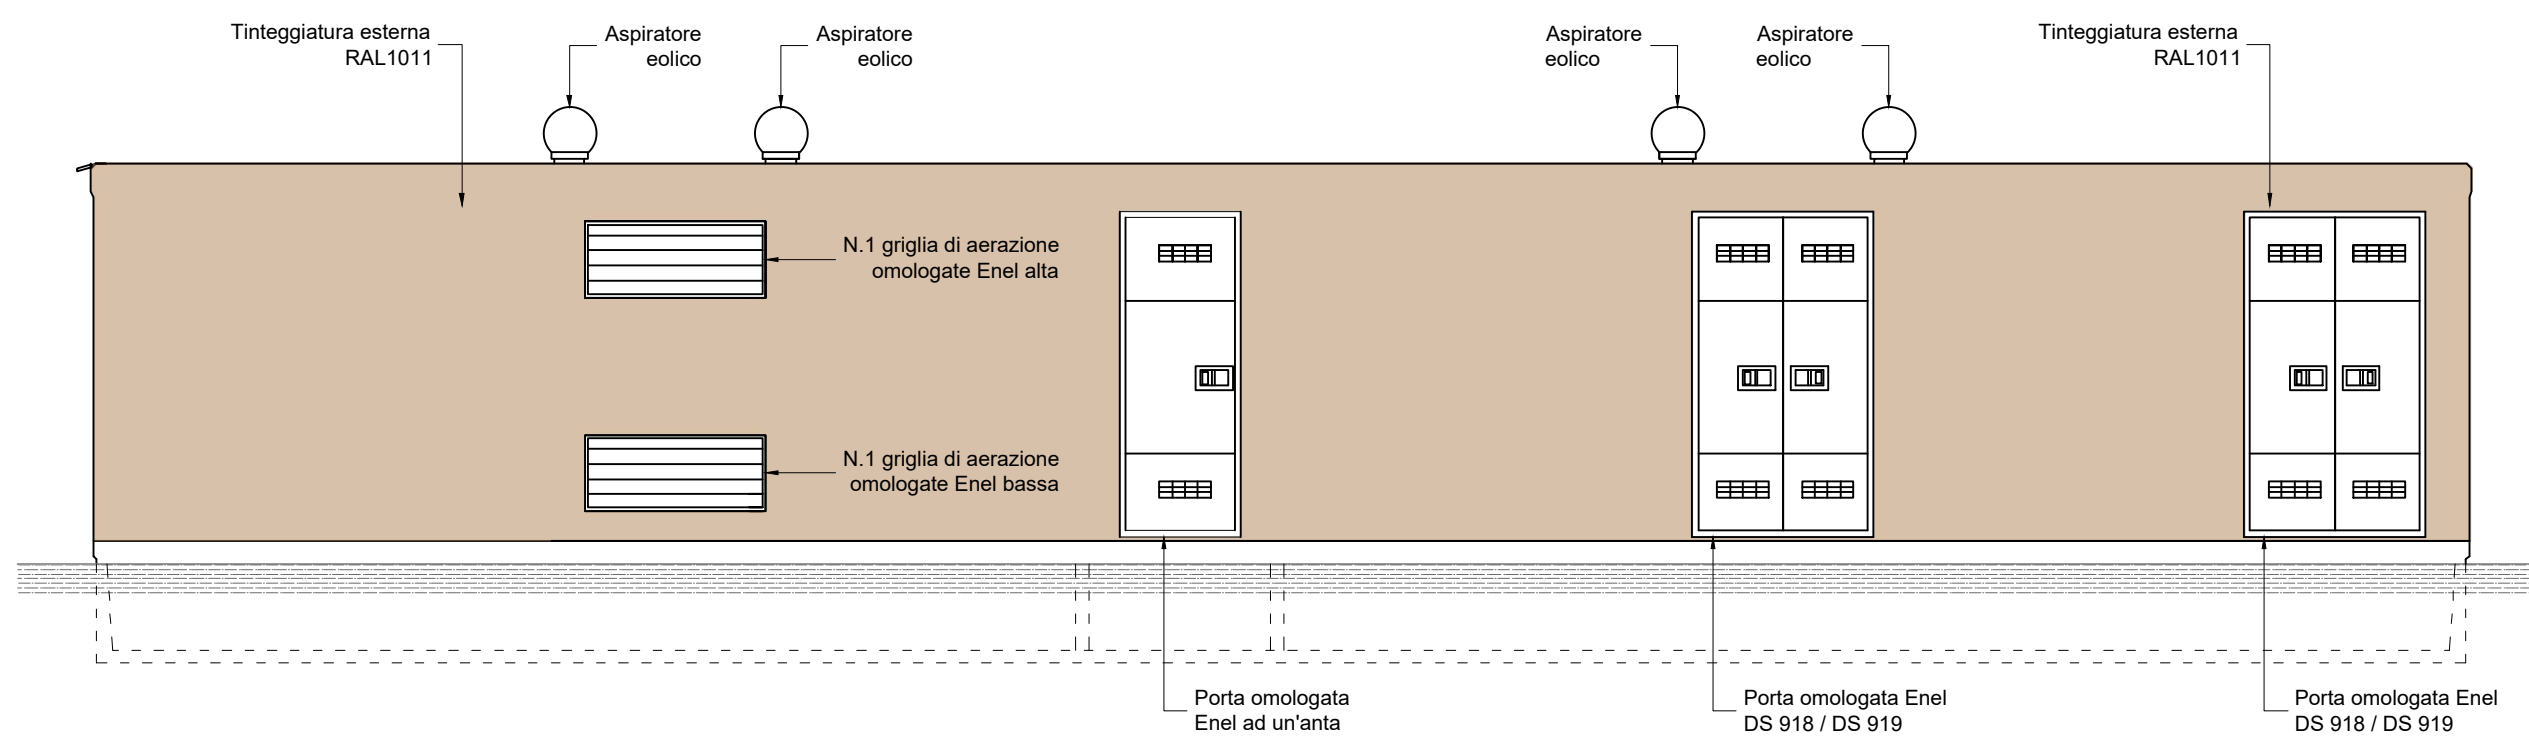 Tinteggiatura esterna
RAL1011
Aspiratore
eolico
Aspiratore
eolico
Aspiratore
eolico
Aspiratore
eolico
Tinteggiatura esterna
RAL1011
N.1 griglia di aerazione
omologate Enel alta
N.1 griglia di aerazione
omologate Enel bassa
Porta omologata
Enel ad un'anta
Porta omologata Enel
DS 918 / DS 919
Porta omologata Enel
DS 918 / DS 919